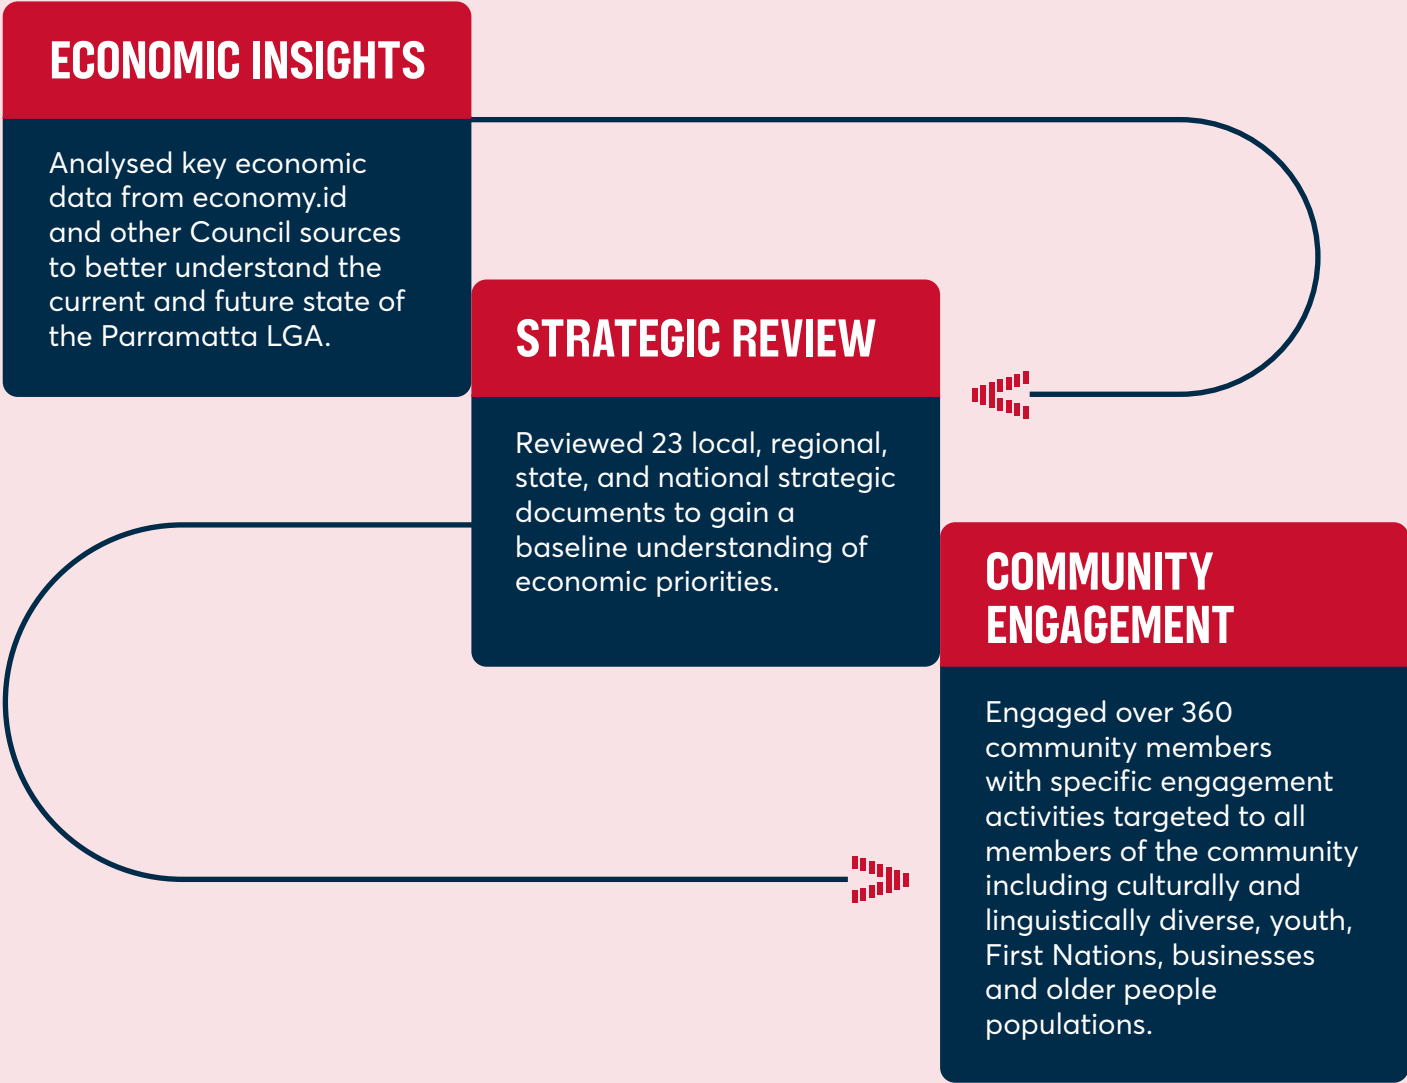 ECONOMIC INSIGHTS
Analysed key economic
data from economy.id
and other Council sources
to better understand the
current and future state of
the Parramatta LGA.
STRATEGIC REVIEW
Reviewed 23 local, regional,
state, and national strategic
documents to gain a
baseline understanding of
economic priorities.
COMMUNITY
ENGAGEMENT
Engaged over 360
community members
with specific engagement
activities targeted to all
members of the community
including culturally and
linguistically diverse, youth,
First Nations, businesses
and older people
populations.